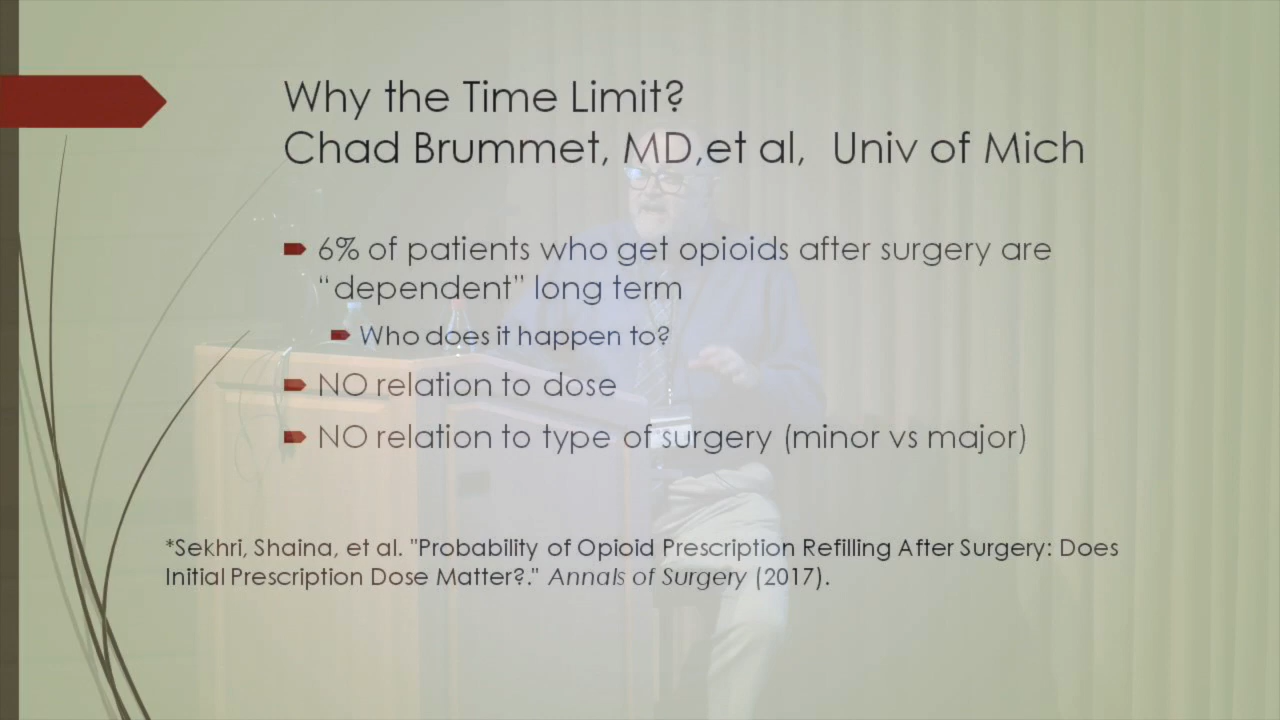 Why the Time Limit?
Chad Brummet, MD,et al,  Univ of Mich
6% of patients who get opioids after surgery are
“dependent” long term
Who does it happen to?
NO relation to dose
NO relation to type of surgery (minor vs major)
*Sekhri, Shaina, et al. "Probability of Opioid Prescription Refilling After Surgery: Does
Initial Prescription Dose Matter?." Annals of Surgery (2017).